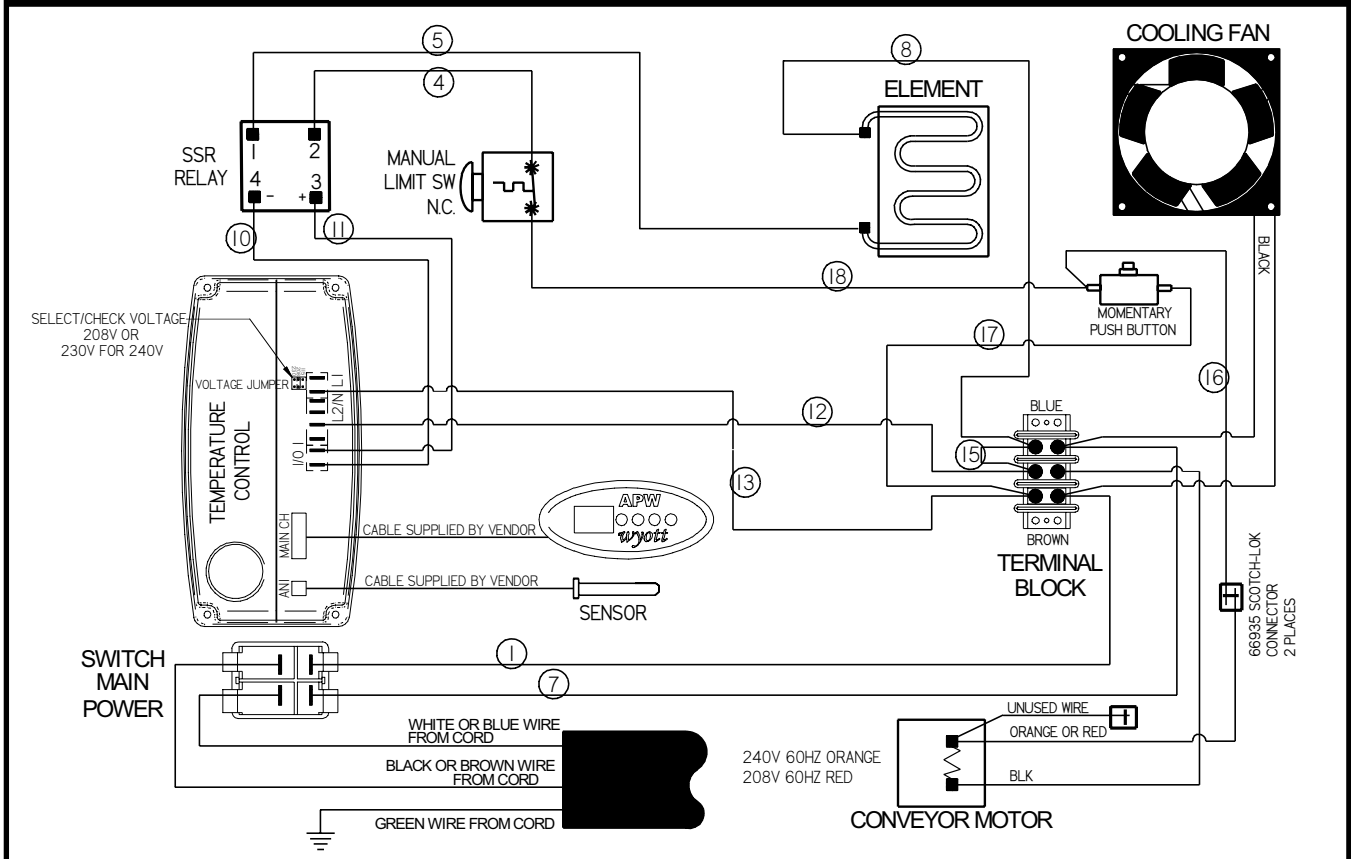 COOLING FAN
5
8
4
ELEMENT
1
2
SSR
RELAY
4
-
+
3
MANUAL
LIMIT SW
N.C.
10
11
BLACK
18
MOMENTARY
PUSH BUTTON
SELECT/CHECK VOLTAGE
208V OR
230V FOR 240V
17
16
VOLTAGE JUMPER
L1
L2/N
I/O 1
TEMPERATURE
CONTROL
12
BLUE
15
13
BROWN
TERMINAL
BLOCK
MAIN CH
CABLE SUPPLIED BY VENDOR
APW
wyott
AN1
CABLE SUPPLIED BY VENDOR
SENSOR
66935 SCOTCH-LOK
CONNECTOR
2 PLACES
SWITCH
MAIN
POWER
1
7
WHITE OR BLUE WIRE
FROM CORD
BLACK OR BROWN WIRE
FROM CORD
GREEN WIRE FROM CORD
240V 60HZ ORANGE
208V 60HZ RED
UNUSED WIRE
ORANGE OR RED
BLK
CONVEYOR MOTOR